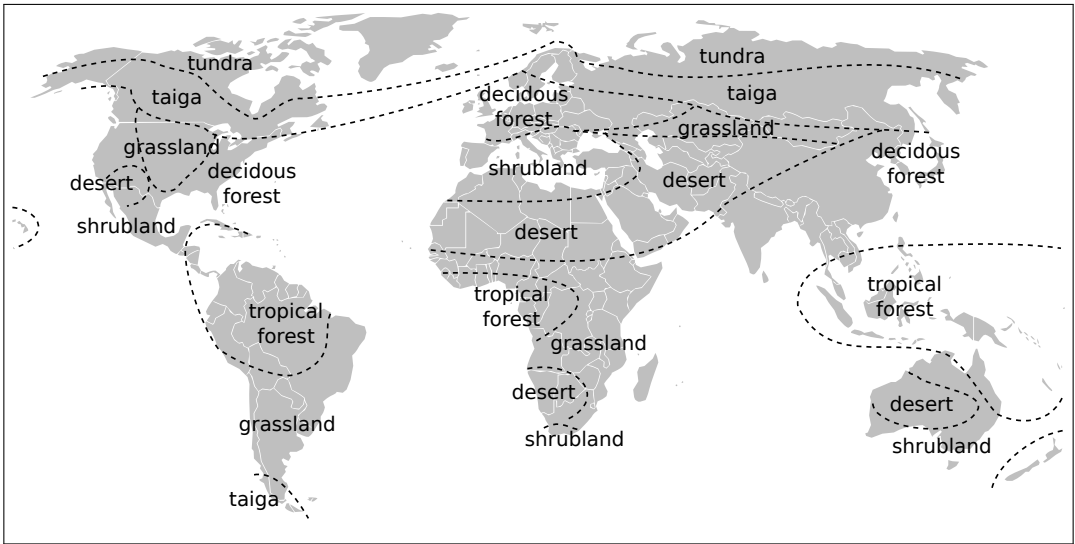 tundra
taiga
grassland
desert
decidous
forest
shrubland
tropical
forest
grassland
taiga
decidous
forest
shrubland
desert
tropical
forest
grassland
desert
shrubland
tundra
taiga
grassland
desert
decidous
forest
tropical
forest
desert
shrubland